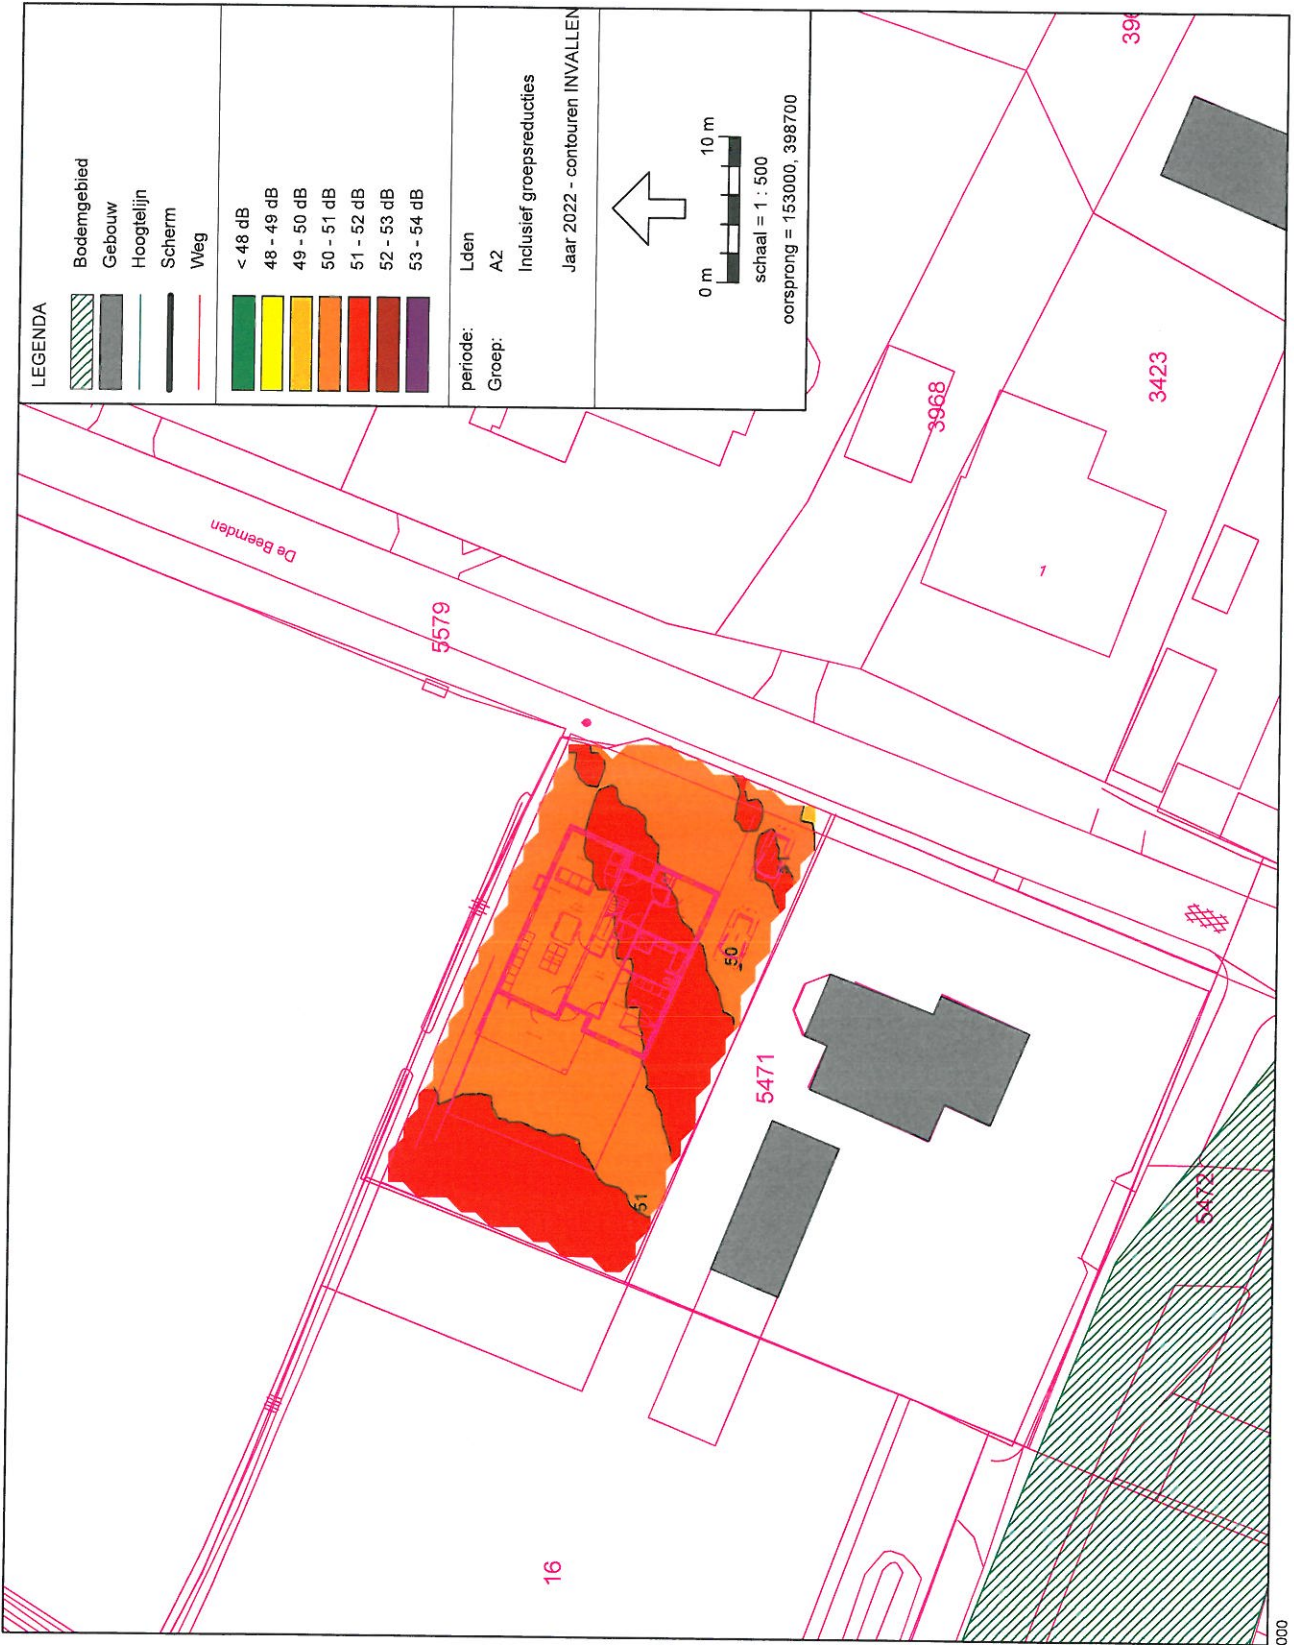 LEGENDA
Bodemgebied
Gebouw
Hoogtelijn
Scherm
Weg
< 48 dB
48 - 49 dB
49 - 50 dB
50 - 51 dB
51 - 52 dB
52 - 53 dB
53 - 54 dB
periode: Lden
Groep: A2
Inclusief groepsreducties
Jaar 2022 - contouren INVALLEN
0 m 10 m
schaal = 1 : 500
oorsprong = 153000, 398700
De Beemden
5579
3968
3423
1
5471
5472
16
50
51
51
000